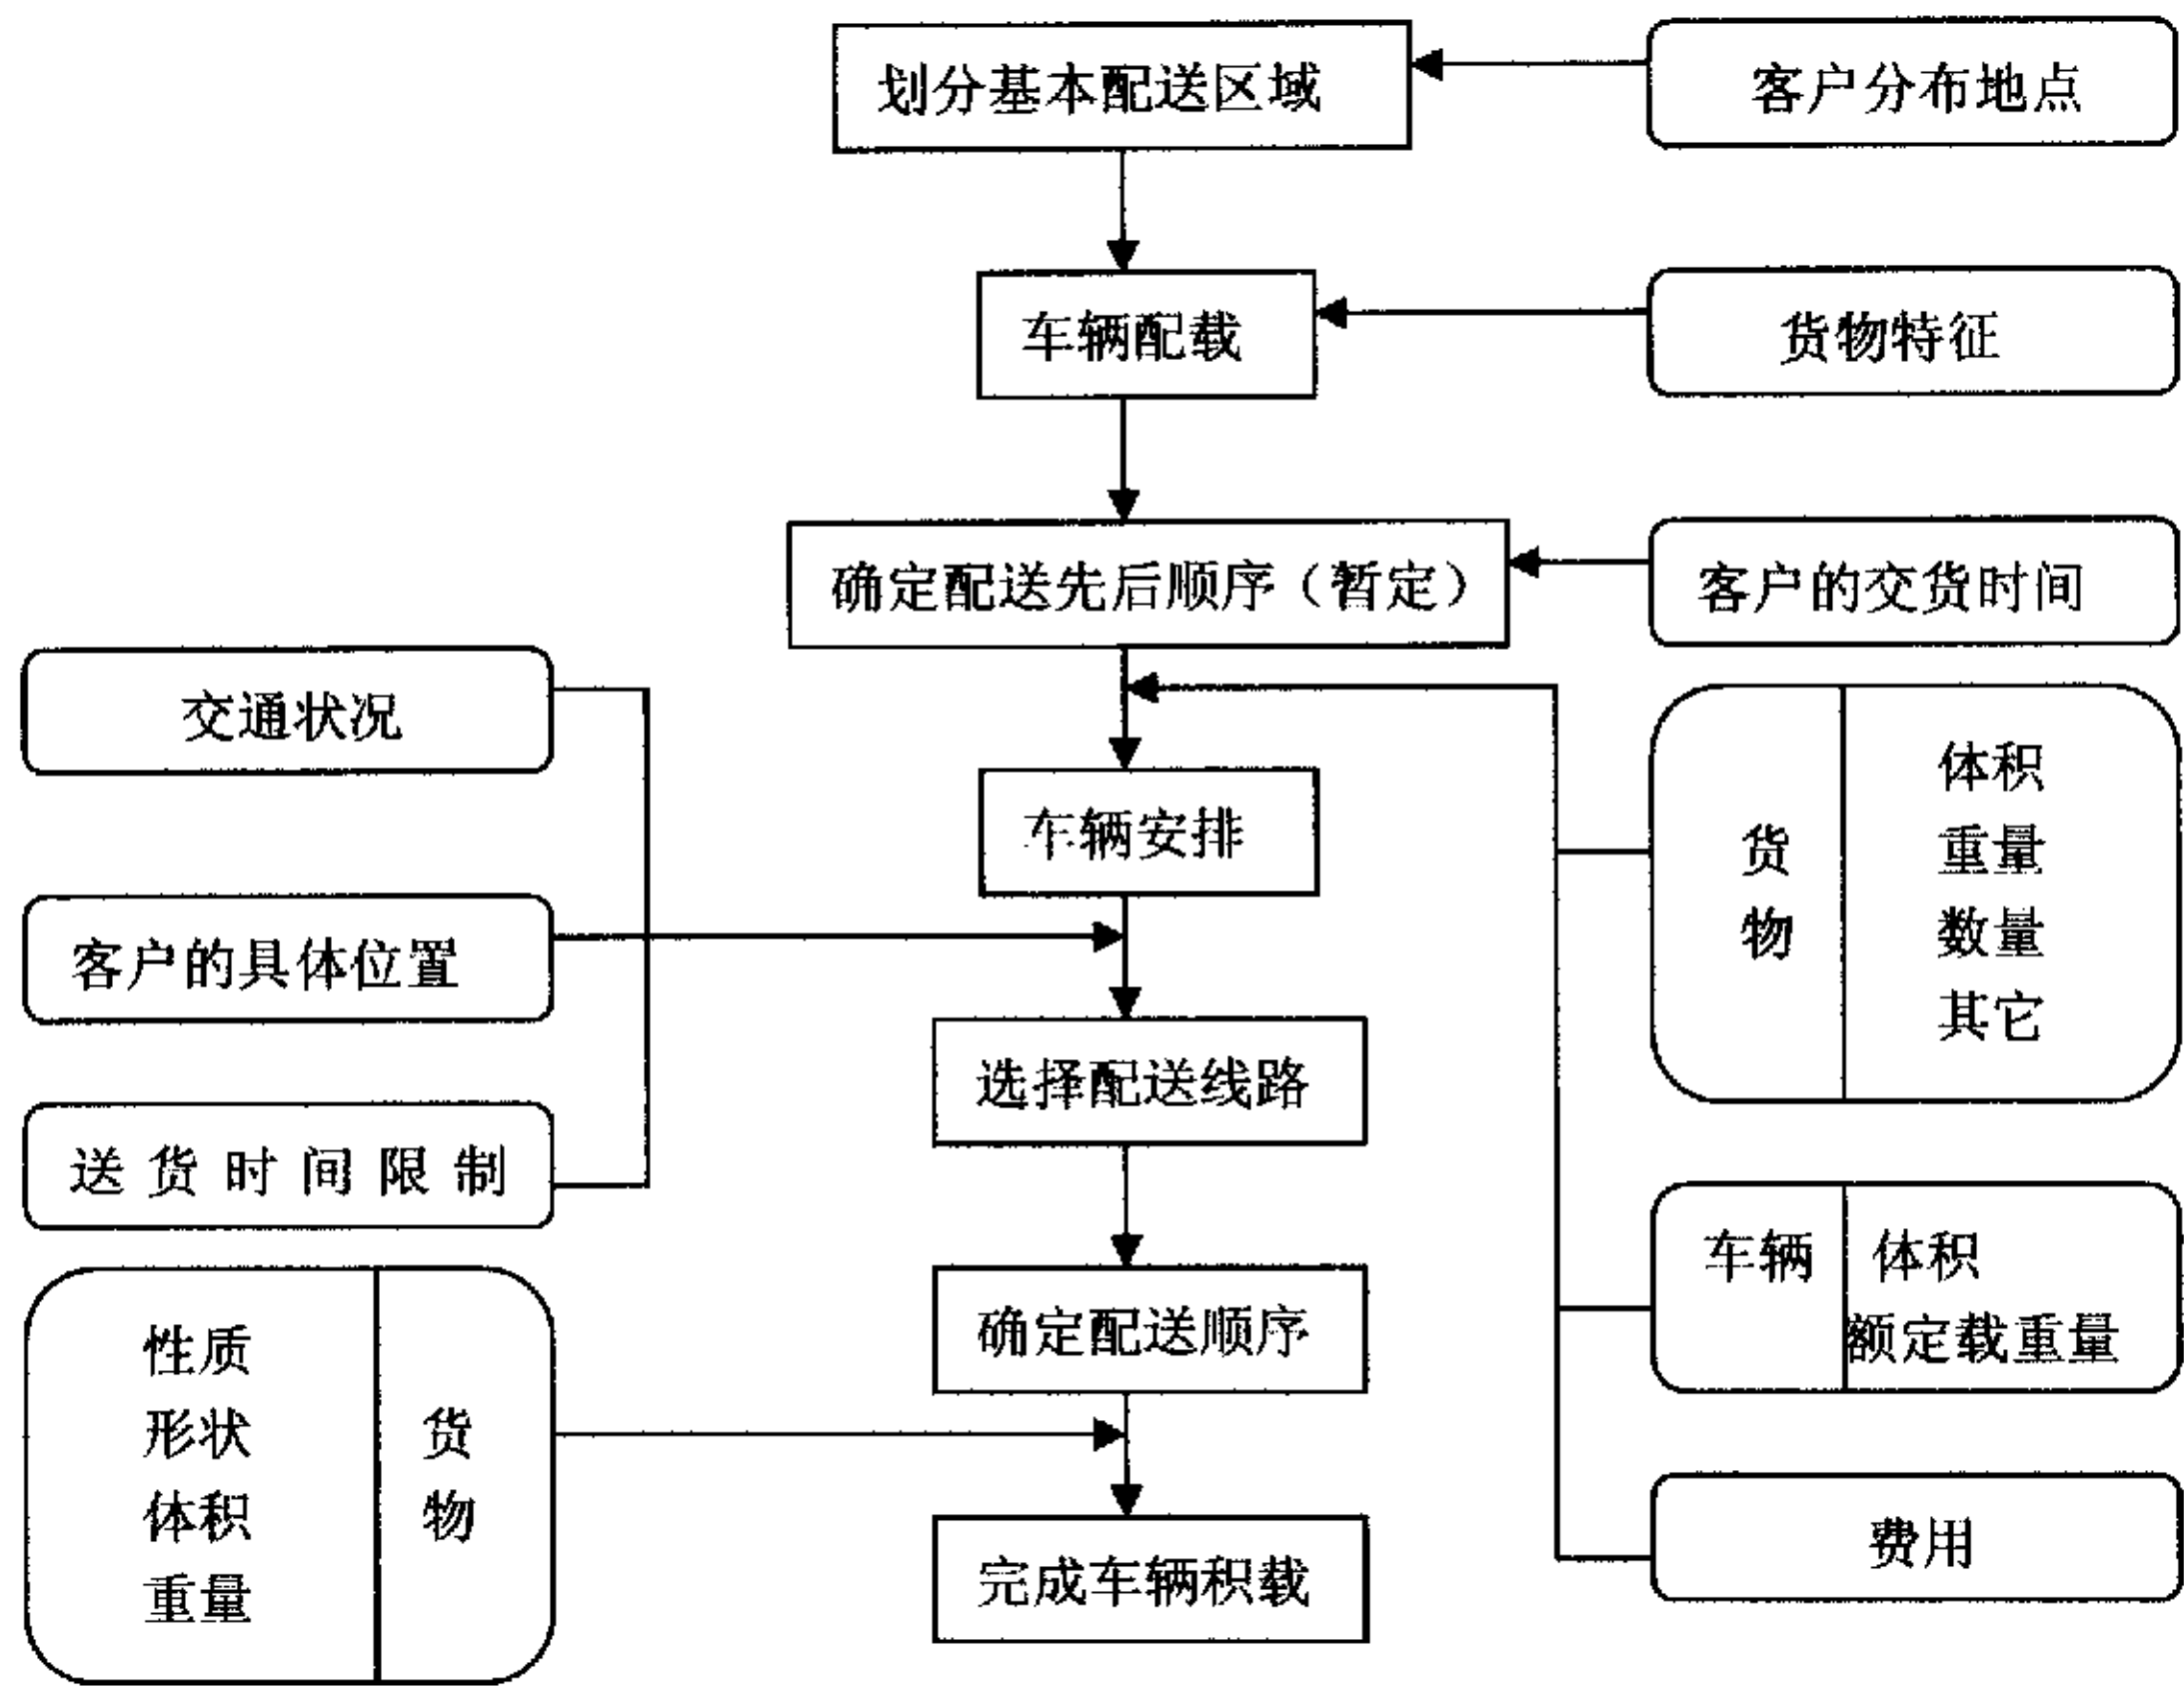 划分基本配送区域
客户分布地点
车辆配载
货物特征
确定配送先后顺序（暂定）
客户的交货时间
交通状况
车辆安排
货
物
体积
重量
数量
其它
客户的具体位置
选择配送线路
送货时间限制
车辆
体积
额定载重量
确定配送顺序
性质
形状
体积
重量
货
物
费用
完成车辆积载